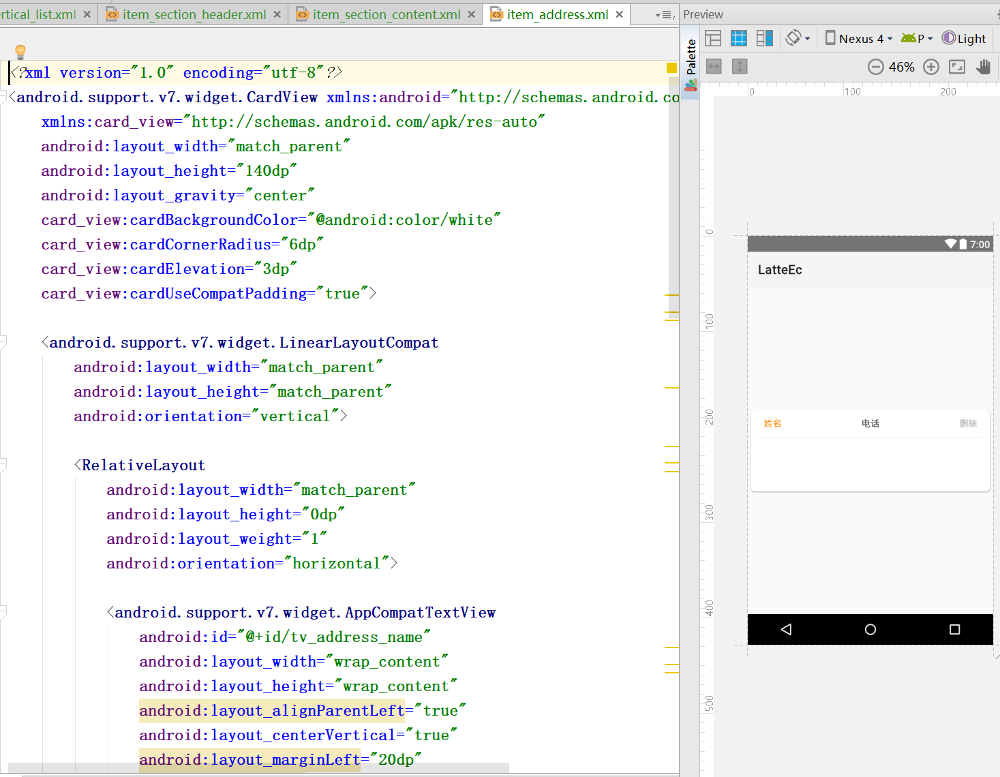 rtical_list.xml item_section_header.xml item_section_content.xml item_address.xml 7
Preview
Palette
Nexus 4 P Light
46%
<?xml version="1.0" encoding="utf-8"?>
<android.support.v7.widget.CardView xmlns:android="http://schemas.android.co
xmlns:card_view="http://schemas.android.com/apk/res-auto"
android:layout_width="match_parent"
android:layout_height="140dp"
android:layout_gravity="center"
card_view:cardBackgroundColor="@android:color/white"
card_view:cardCornerRadius="6dp"
card_view:cardElevation="3dp"
card_view:cardUseCompatPadding="true">
<android.support.v7.widget.LinearLayoutCompat
android:layout_width="match_parent"
android:layout_height="match_parent"
android:orientation="vertical">
<RelativeLayout
android:layout_width="match_parent"
android:layout_height="0dp"
android:layout_weight="1"
android:orientation="horizontal">
<android.support.v7.widget.AppCompatTextView
android:id="@+id/tv_address_name"
android:layout_width="wrap_content"
android:layout_height="wrap_content"
android:layout_alignParentLeft="true"
android:layout_centerVertical="true"
android:layout_marginLeft="20dp"
0 100 200
0
100
200
300
400
500
7:00
LatteEc
姓名 电话 删除